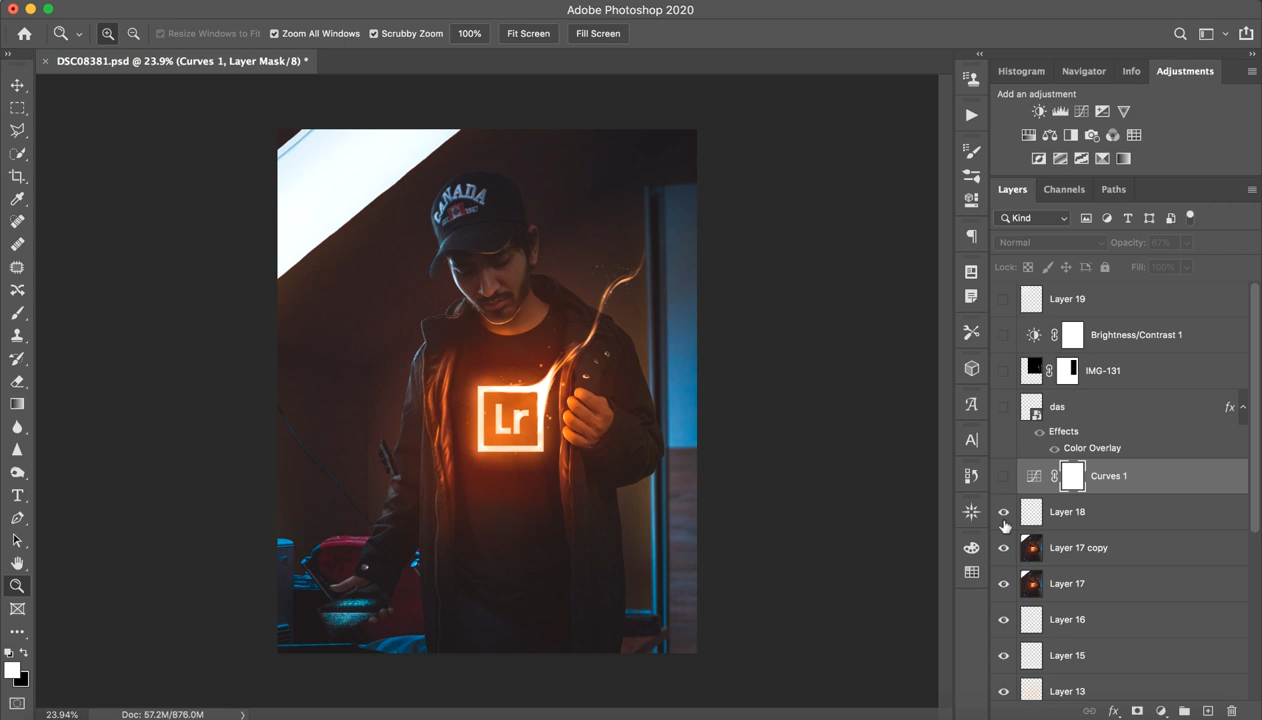 Adobe Photoshop 2020
Resize Windows to Fit Zoom All Windows Scrubby Zoom 100% Fit Screen Fill Screen
DSC08381.psd @ 23.9% (Curves 1, Layer Mask/8) *
Histogram Navigator Info Adjustments
Add an adjustment
Layers Channels Paths
Kind
Normal Opacity: 67%
Lock: Fill: 100%
Layer 19
Brightness/Contrast 1
IMG-131
das fx
Effects
Color Overlay
Curves 1
Layer 18
Layer 17 copy
Layer 17
Layer 16
Layer 15
Layer 13
CANADA
Lr
23.94% Doc: 57.2M/876.0M